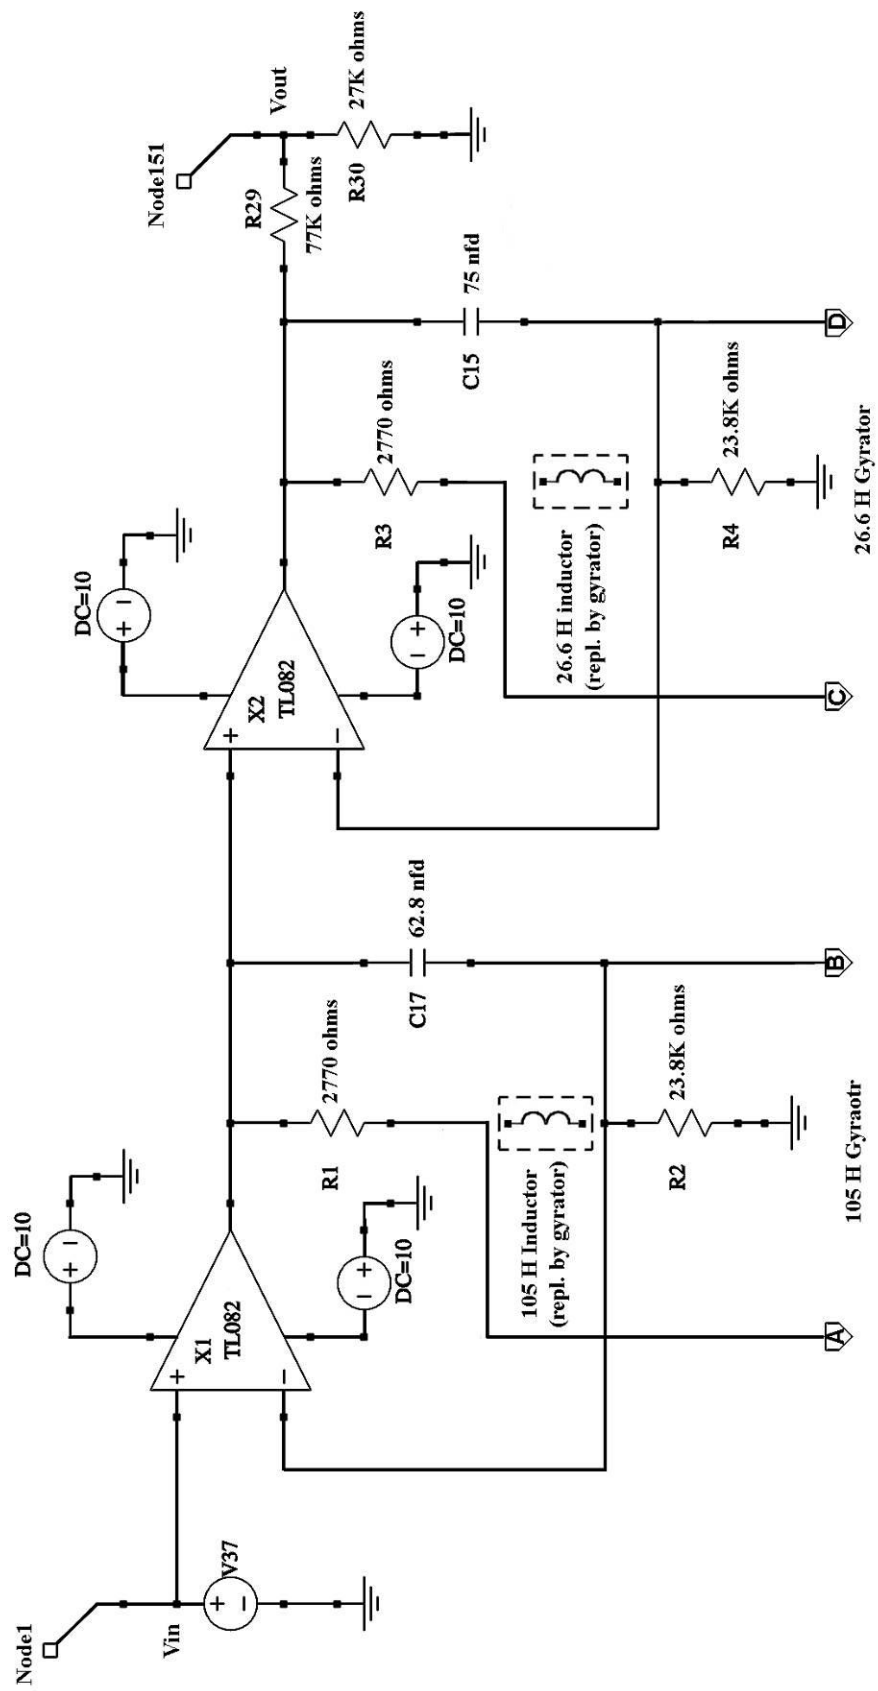 Node1
Vin
+
−
V37
DC=10
+
−
X1
TL082
+
−
+
−
DC=10
R1
2770 ohms
105 H Inductor
(repl. by gyrator)
C17
62.8 nfd
R2
23.8K ohms
A
B
105 H Gyraotr
DC=10
+
−
X2
TL082
+
−
+
−
DC=10
R3
2770 ohms
26.6 H inductor
(repl. by gyrator)
C15
75 nfd
R4
23.8K ohms
C
D
26.6 H Gyrator
Node151
Vout
R29
77K ohms
R30
27K ohms